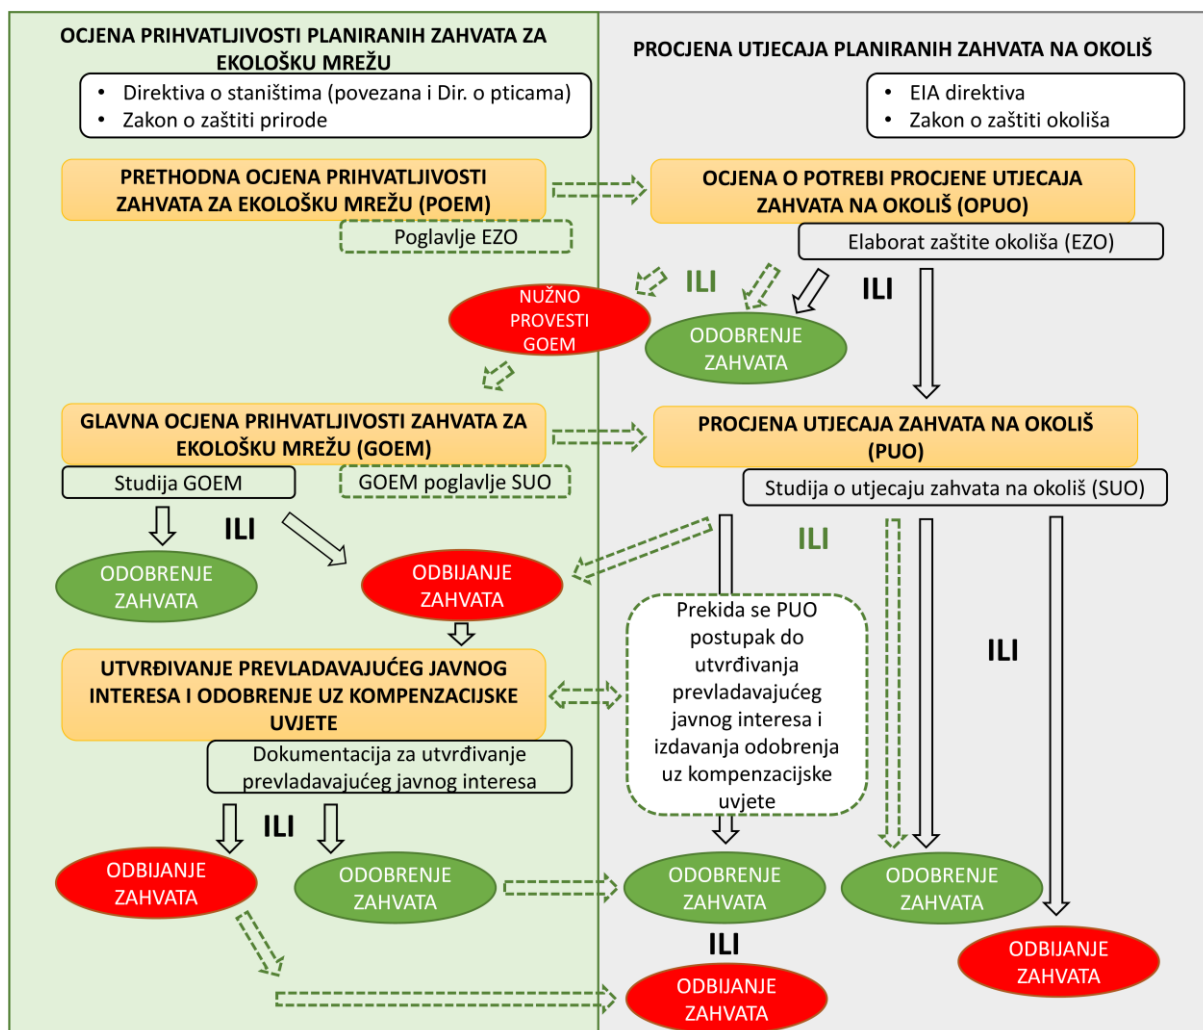 OCJENA PRIHVATLJIVOSTI PLANIRANIH ZAHVATA ZA
EKOLOŠKU MREŽU
• Direktiva o staništima (povezana i Dir. o pticama)
• Zakon o zaštiti prirode
PROCJENA UTJECAJA PLANIRANIH ZAHVATA NA OKOLIŠ
• EIA direktiva
• Zakon o zaštiti okoliša
PRETHODNA OCJENA PRIHVATLJIVOSTI
ZAHVATA ZA EKOLOŠKU MREŽU (POEM)
Poglavlje EZO
OCJENA O POTREBI PROCJENE UTJECAJA
ZAHVATA NA OKOLIŠ (OPUO)
Elaborat zaštite okoliša (EZO)
ILI
ILI
NUŽNO
PROVESTI
GOEM
ODOBRENJE
ZAHVATA
GLAVNA OCJENA PRIHVATLJIVOSTI ZAHVATA ZA
EKOLOŠKU MREŽU (GOEM)
Studija GOEM
GOEM poglavlje SUO
PROCJENA UTJECAJA ZAHVATA NA OKOLIŠ
(PUO)
Studija o utjecaju zahvata na okoliš (SUO)
ILI
ILI
ODOBRENJE
ZAHVATA
ODBIJANJE
ZAHVATA
Prekida se PUO
postupak do
utvrđivanja
prevladavajućeg
javnog interesa i
izdavanja odobrenja
uz kompenzacijske
uvjete
ILI
UTVRĐIVANJE PREVLADAVAJUĆEG JAVNOG
INTERESA I ODOBRENJE UZ KOMPENZACIJSKE
UVJETE
Dokumentacija za utvrđivanje
prevladavajućeg javnog interesa
ILI
ODBIJANJE
ZAHVATA
ODOBRENJE
ZAHVATA
ODOBRENJE
ZAHVATA
ODOBRENJE
ZAHVATA
ILI
ODBIJANJE
ZAHVATA
ODBIJANJE
ZAHVATA